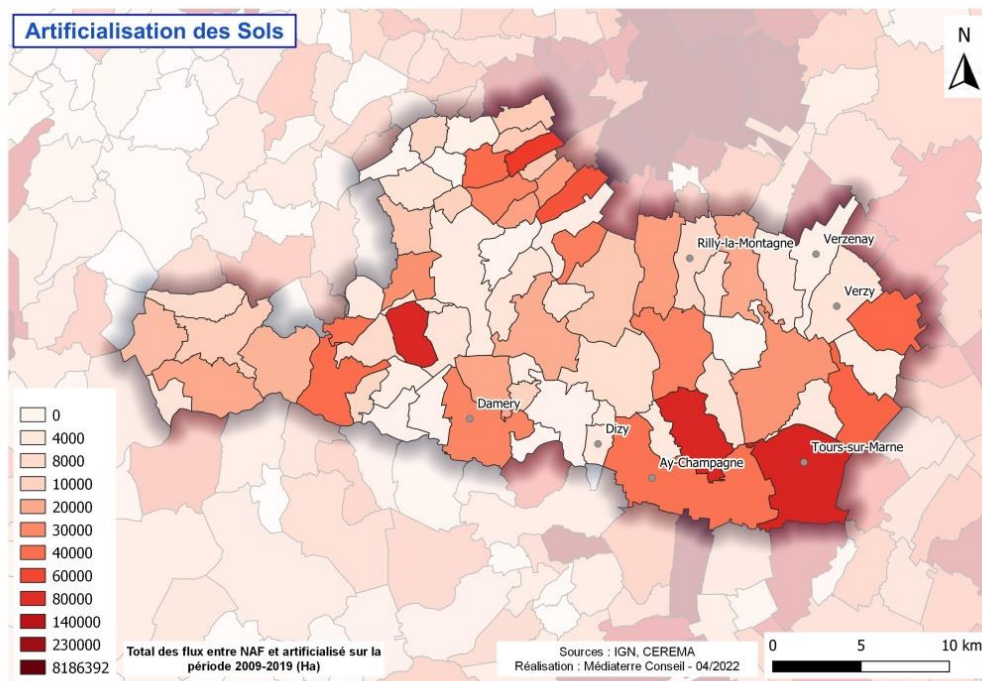 Artificialisation des Sols
N
Rilly-la-Montagne
Verzenay
Verzy
Damery
Dizy
Ay-Champagne
Tours-sur-Marne
0
4000
8000
10000
20000
30000
40000
60000
80000
140000
230000
8186392
Total des flux entre NAF et artificialisé sur la
période 2009-2019 (Ha)
Sources : IGN, CEREMA
Réalisation : Médiaterre Conseil - 04/2022
0 5 10 km